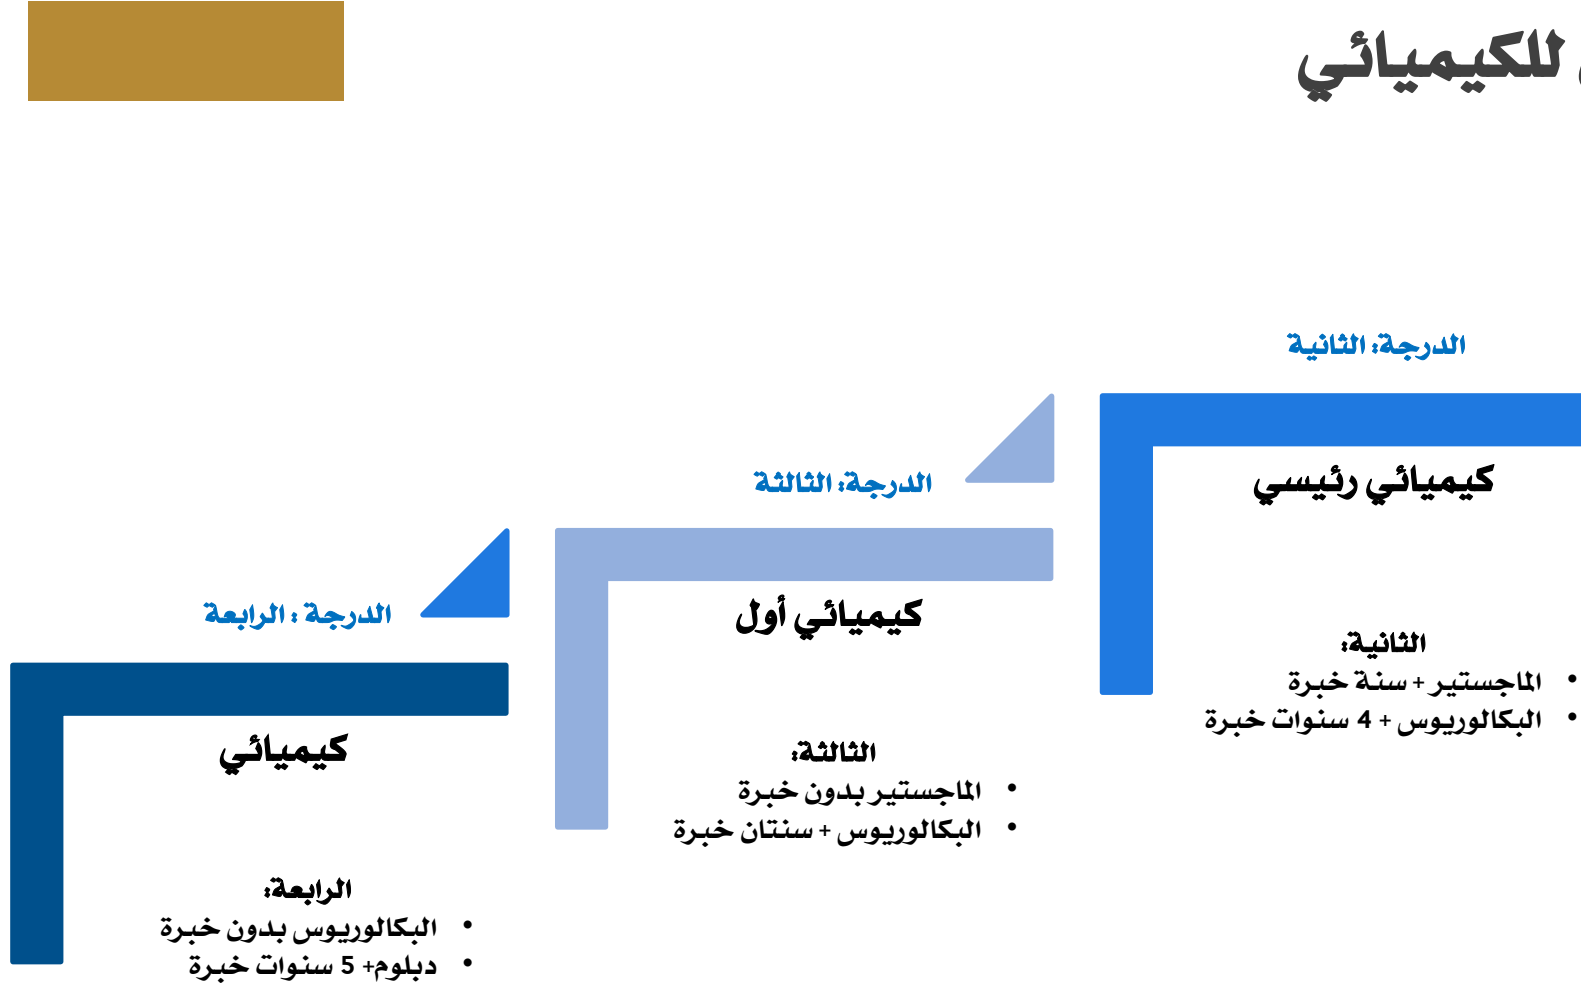 للكيميائي
الدرجة: الثانية
كيميائي رئيسي
الثانية:
• الماجستير + سنة خبرة
• البكالوريوس + 4 سنوات خبرة
الدرجة: الثالثة
كيميائي أول
الثالثة:
• الماجستير بدون خبرة
• البكالوريوس + سنتان خبرة
الدرجة : الرابعة
كيميائي
الرابعة:
• البكالوريوس بدون خبرة
• دبلوم+ 5 سنوات خبرة